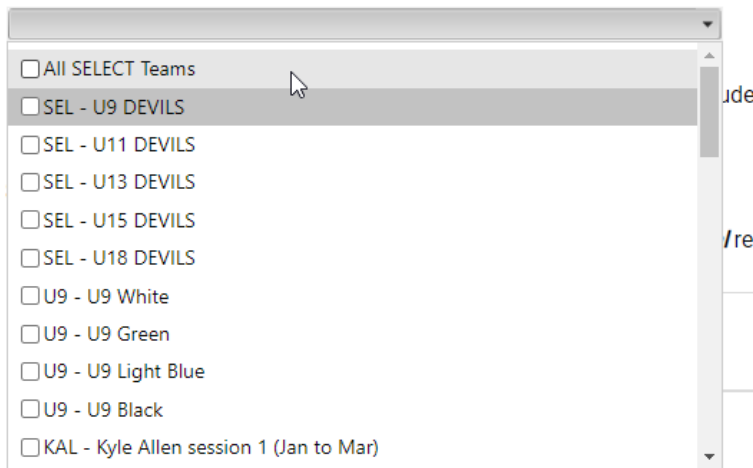 All SELECT Teams
SEL - U9 DEVILS
SEL - U11 DEVILS
SEL - U13 DEVILS
SEL - U15 DEVILS
SEL - U18 DEVILS
U9 - U9 White
U9 - U9 Green
U9 - U9 Light Blue
U9 - U9 Black
KAL - Kyle Allen session 1 (Jan to Mar)